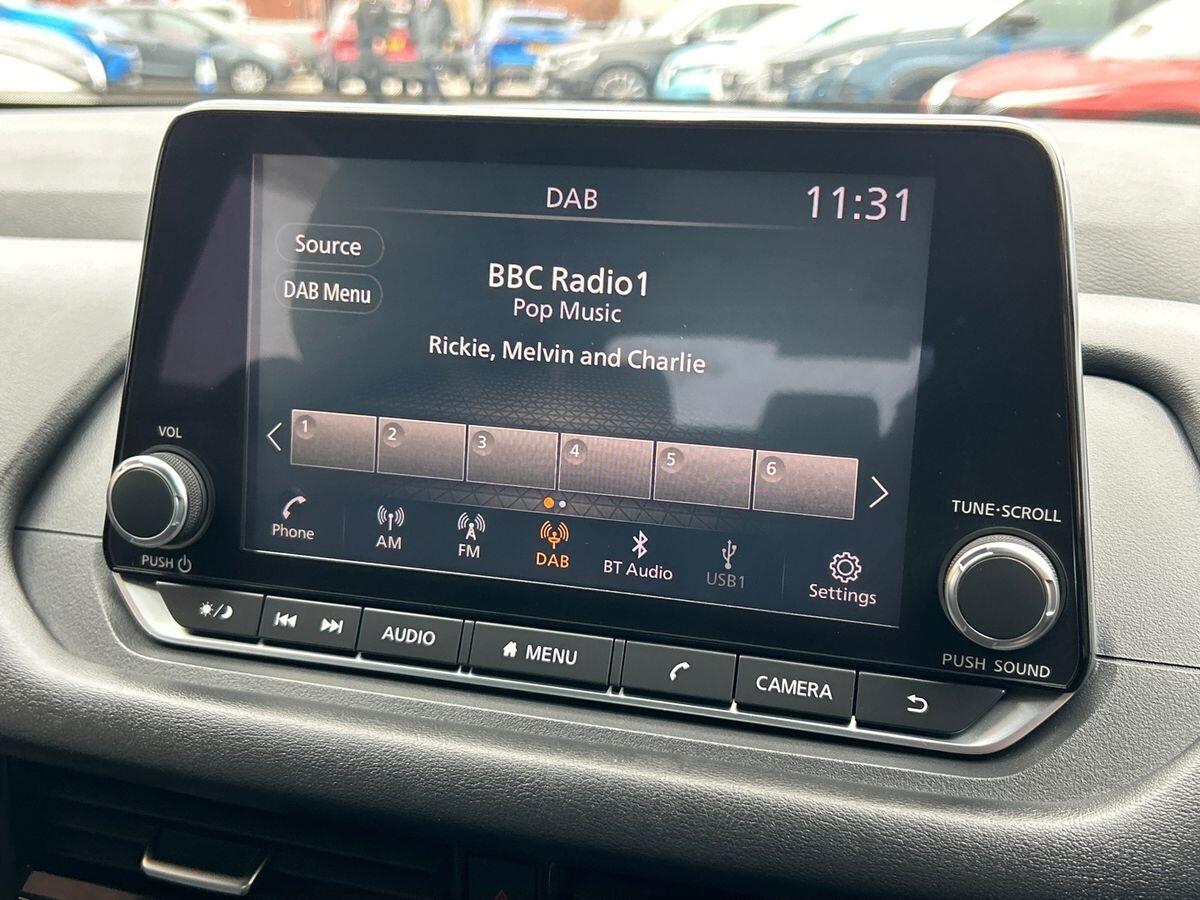 DAB
11:31
Source
DAB Menu
BBC Radio1
Pop Music
Rickie, Melvin and Charlie
1 2 3 4 5 6
Phone AM FM DAB BT Audio USB1 Settings
VOL
PUSH
TUNE·SCROLL
PUSH SOUND
AUDIO MENU CAMERA